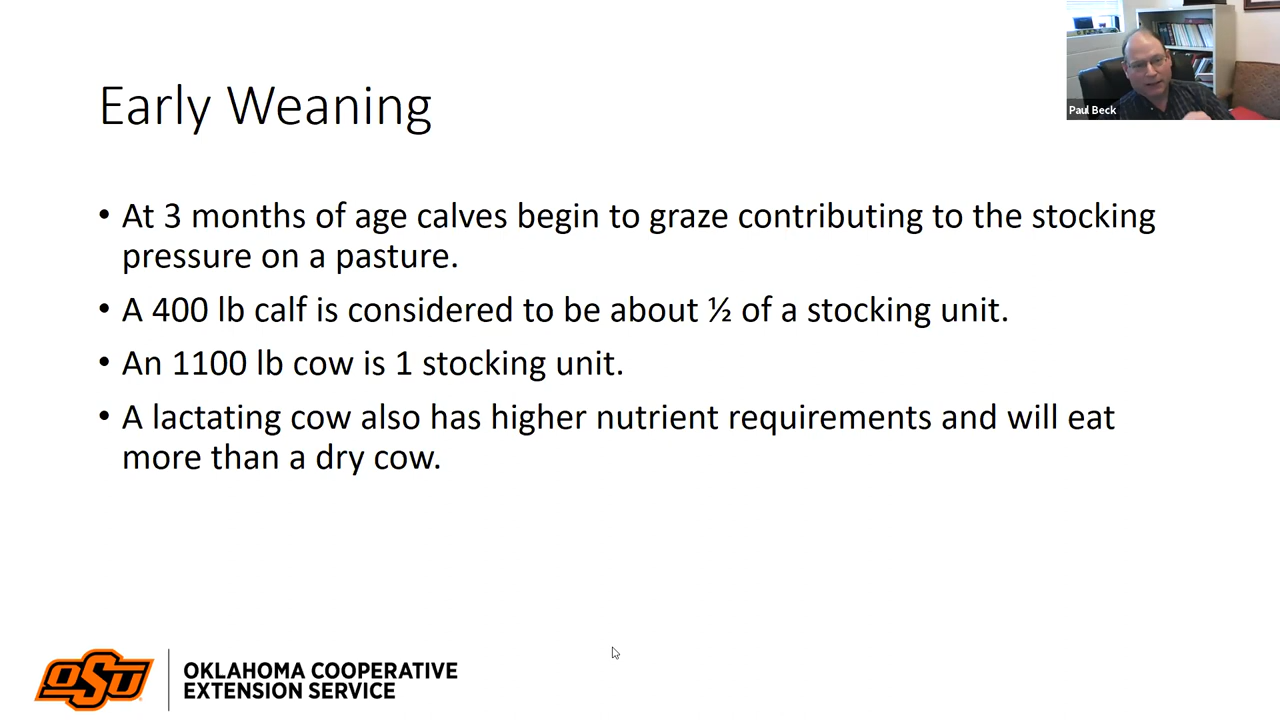 Paul Beck
Early Weaning
• At 3 months of age calves begin to graze contributing to the stocking
pressure on a pasture.
• A 400 lb calf is considered to be about ½ of a stocking unit.
• An 1100 lb cow is 1 stocking unit.
• A lactating cow also has higher nutrient requirements and will eat
more than a dry cow.
OSU
OKLAHOMA COOPERATIVE
EXTENSION SERVICE